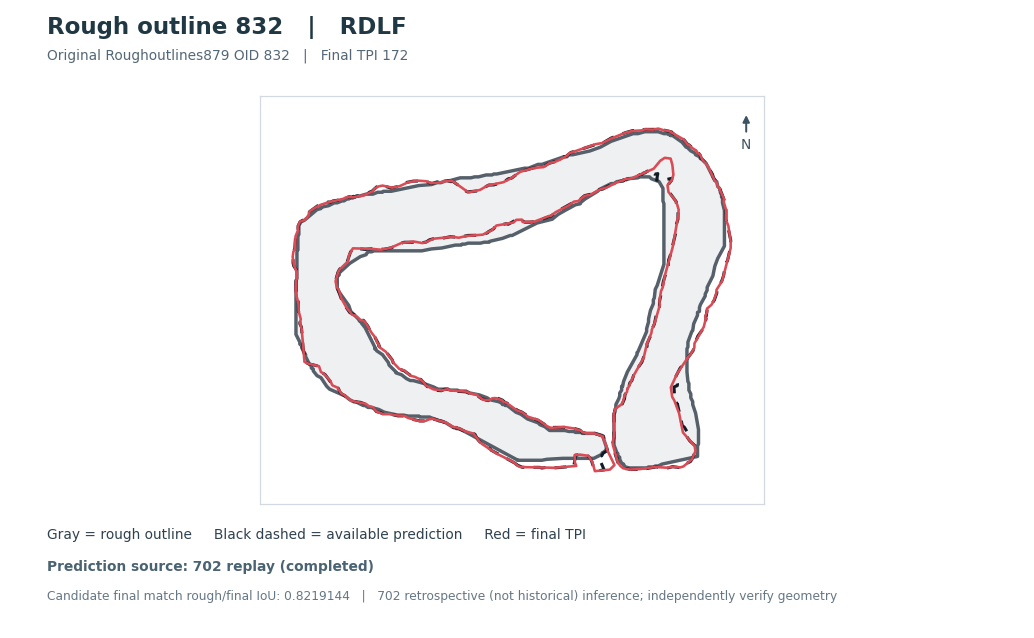 Rough outline 832   |   RDLF
Original Roughoutlines879 OID 832   |   Final TPI 172
N
Gray = rough outline     Black dashed = available prediction     Red = final TPI
Prediction source: 702 replay (completed)
Candidate final match rough/final IoU: 0.8219144   |   702 retrospective (not historical) inference; independently verify geometry